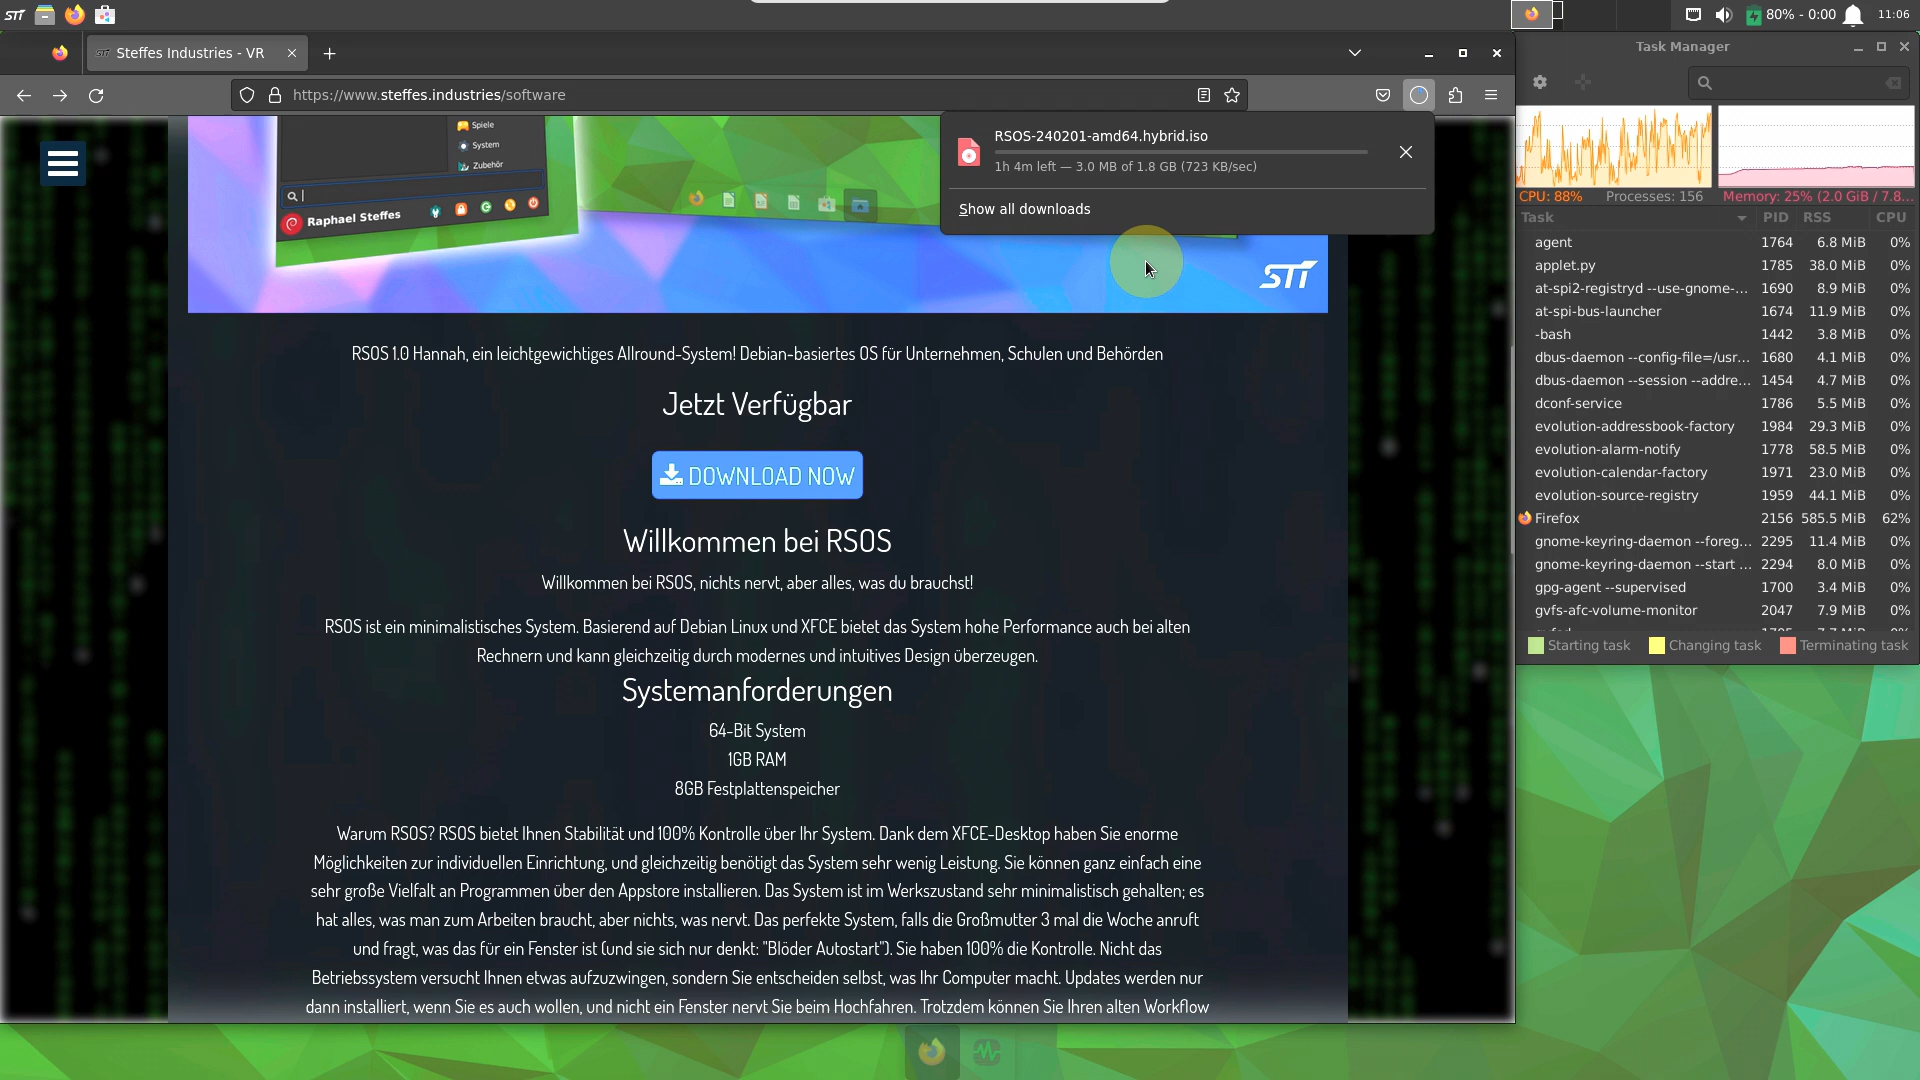 STI
80% - 0:00
11:06
Steffes Industries - VR
Task Manager
https://www.steffes.industries/software
RSOS-240201-amd64.hybrid.iso
1h 4m left — 3.0 MB of 1.8 GB (723 KB/sec)
Show all downloads
Spiele
System
Zubehör
Raphael Steffes
STI
RSOS 1.0 Hannah, ein leichtgewichtiges Allround-System! Debian-basiertes OS für Unternehmen, Schulen und Behörden
Jetzt Verfügbar
DOWNLOAD NOW
Willkommen bei RSOS
Willkommen bei RSOS, nichts nervt, aber alles, was du brauchst!
RSOS ist ein minimalistisches System. Basierend auf Debian Linux und XFCE bietet das System hohe Performance auch bei alten
Rechnern und kann gleichzeitig durch modernes und intuitives Design überzeugen.
Systemanforderungen
64-Bit System
1GB RAM
8GB Festplattenspeicher
Warum RSOS? RSOS bietet Ihnen Stabilität und 100% Kontrolle über Ihr System. Dank dem XFCE-Desktop haben Sie enorme
Möglichkeiten zur individuellen Einrichtung, und gleichzeitig benötigt das System sehr wenig Leistung. Sie können ganz einfach eine
sehr große Vielfalt an Programmen über den Appstore installieren. Das System ist im Werkszustand sehr minimalistisch gehalten; es
hat alles, was man zum Arbeiten braucht, aber nichts, was nervt. Das perfekte System, falls die Großmutter 3 mal die Woche anruft
und fragt, was das für ein Fenster ist (und sie sich nur denkt: "Blöder Autostart"). Sie haben 100% die Kontrolle. Nicht das
Betriebssystem versucht Ihnen etwas aufzuzwingen, sondern Sie entscheiden selbst, was Ihr Computer macht. Updates werden nur
dann installiert, wenn Sie es auch wollen, und nicht ein Fenster nervt Sie beim Hochfahren. Trotzdem können Sie Ihren alten Workflow
CPU: 88% Processes: 156 Memory: 25% (2.0 GiB / 7.8...
Task PID RSS CPU
agent 1764 6.8 MiB 0%
applet.py 1785 38.0 MiB 0%
at-spi2-registryd --use-gnome-... 1690 8.9 MiB 0%
at-spi-bus-launcher 1674 11.9 MiB 0%
-bash 1442 3.8 MiB 0%
dbus-daemon --config-file=/usr... 1680 4.1 MiB 0%
dbus-daemon --session --addre... 1454 4.7 MiB 0%
dconf-service 1786 5.5 MiB 0%
evolution-addressbook-factory 1984 29.3 MiB 0%
evolution-alarm-notify 1778 58.5 MiB 0%
evolution-calendar-factory 1971 23.0 MiB 0%
evolution-source-registry 1959 44.1 MiB 0%
Firefox 2156 585.5 MiB 62%
gnome-keyring-daemon --foreg... 2295 11.4 MiB 0%
gnome-keyring-daemon --start ... 2294 8.0 MiB 0%
gpg-agent --supervised 1700 3.4 MiB 0%
gvfs-afc-volume-monitor 2047 7.9 MiB 0%
Starting task Changing task Terminating task